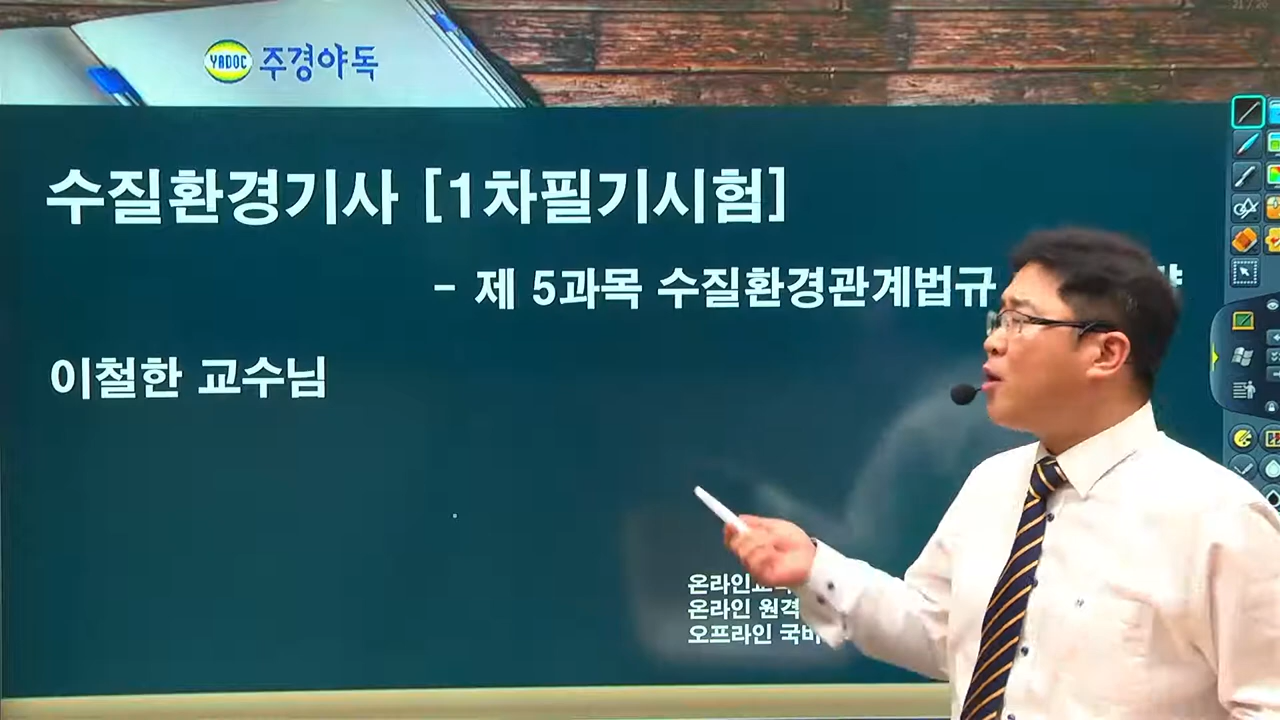 YADOC 주경야독
수질환경기사 [1차필기시험]
- 제 5과목 수질환경관계법규
이철한 교수님
온라인
온라인 원격
오프라인 국비